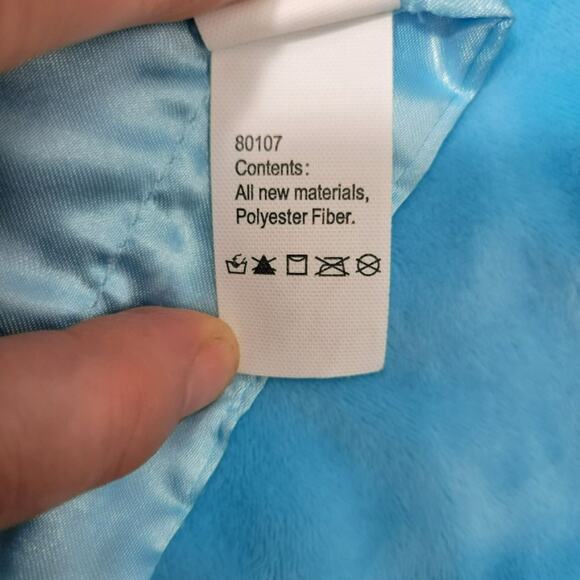 80107
Contents:
All new materials,
Polyester Fiber.